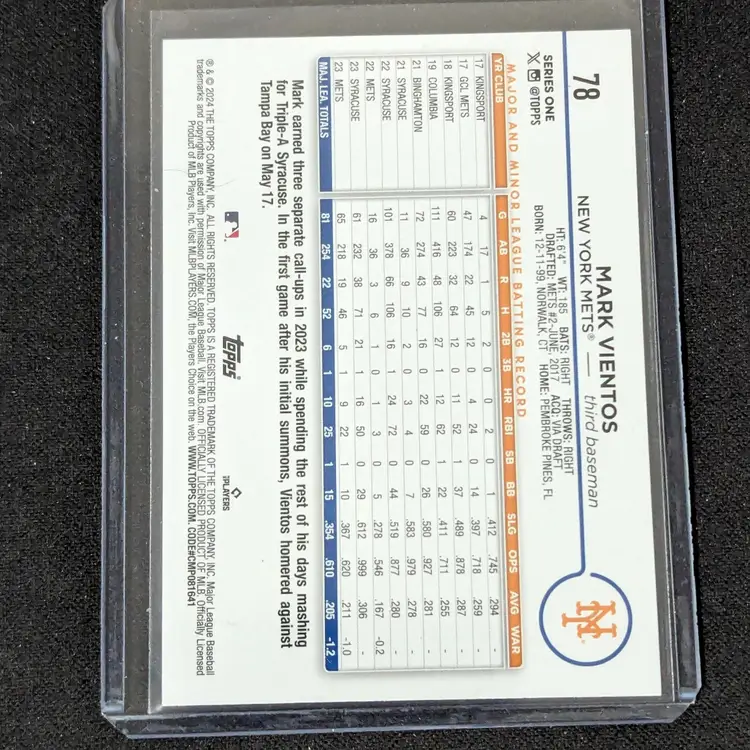 78
MARK VIENTOS
NEW YORK METS® — third baseman
NY
SERIES ONE
@TOPPS
HT: 6'4" WT: 185 BATS: RIGHT THROWS: RIGHT
DRAFTED: METS #2-JUNE, 2017 ACQ: VIA DRAFT
BORN: 12-11-99, NORWALK, CT HOME: PEMBROKE PINES, FL
MAJOR AND MINOR LEAGUE BATTING RECORD
YR CLUB G AB R H 2B 3B HR RBI SB BB SLG OPS AVG WAR
17 KINGSPORT 4 17 1 5 2 0 0 2 0 1 .412 .745 .294 -
17 GCL METS 47 174 22 45 12 0 4 24 0 14 .397 .718 .259 -
18 KINGSPORT 60 223 32 64 12 0 11 52 1 37 .489 .878 .287 -
19 COLUMBIA 111 416 48 106 27 1 12 62 1 22 .411 .711 .255 -
21 BINGHAMTON 72 274 43 77 16 0 22 59 0 26 .580 .927 .281 -
21 SYRACUSE 11 36 9 10 2 0 3 4 0 7 .583 .979 .278 -
22 SYRACUSE 101 378 66 106 16 1 24 72 0 44 .519 .877 .280 -
22 METS 16 36 3 6 1 0 1 3 0 5 .278 .546 .167 -0.2
23 SYRACUSE 61 232 38 71 21 1 16 50 0 29 .612 .999 .306 -
23 METS 65 218 19 46 5 1 9 22 1 10 .367 .620 .211 -1.0
MAJ. LEA. TOTALS 81 254 22 52 6 1 10 25 1 15 .354 .610 .205 -1.2
Mark earned three separate call-ups in 2023 while spending the rest of his days mashing
for Triple-A Syracuse. In the first game after his initial summons, Vientos homered against
Tampa Bay on May 17.
topps
PLAYERS
® & © 2024 THE TOPPS COMPANY, INC. ALL RIGHTS RESERVED. TOPPS IS A REGISTERED TRADEMARK OF THE TOPPS COMPANY, INC. Major League Baseball
trademarks and copyrights are used with permission of Major League Baseball. Visit MLB.com. OFFICIALLY LICENSED PRODUCT OF MLB. Officially Licensed
Product of MLB Players, Inc. Visit MLBPLAYERS.COM, the Players Choice on the web. WWW.TOPPS.COM. CODE#CMP081641